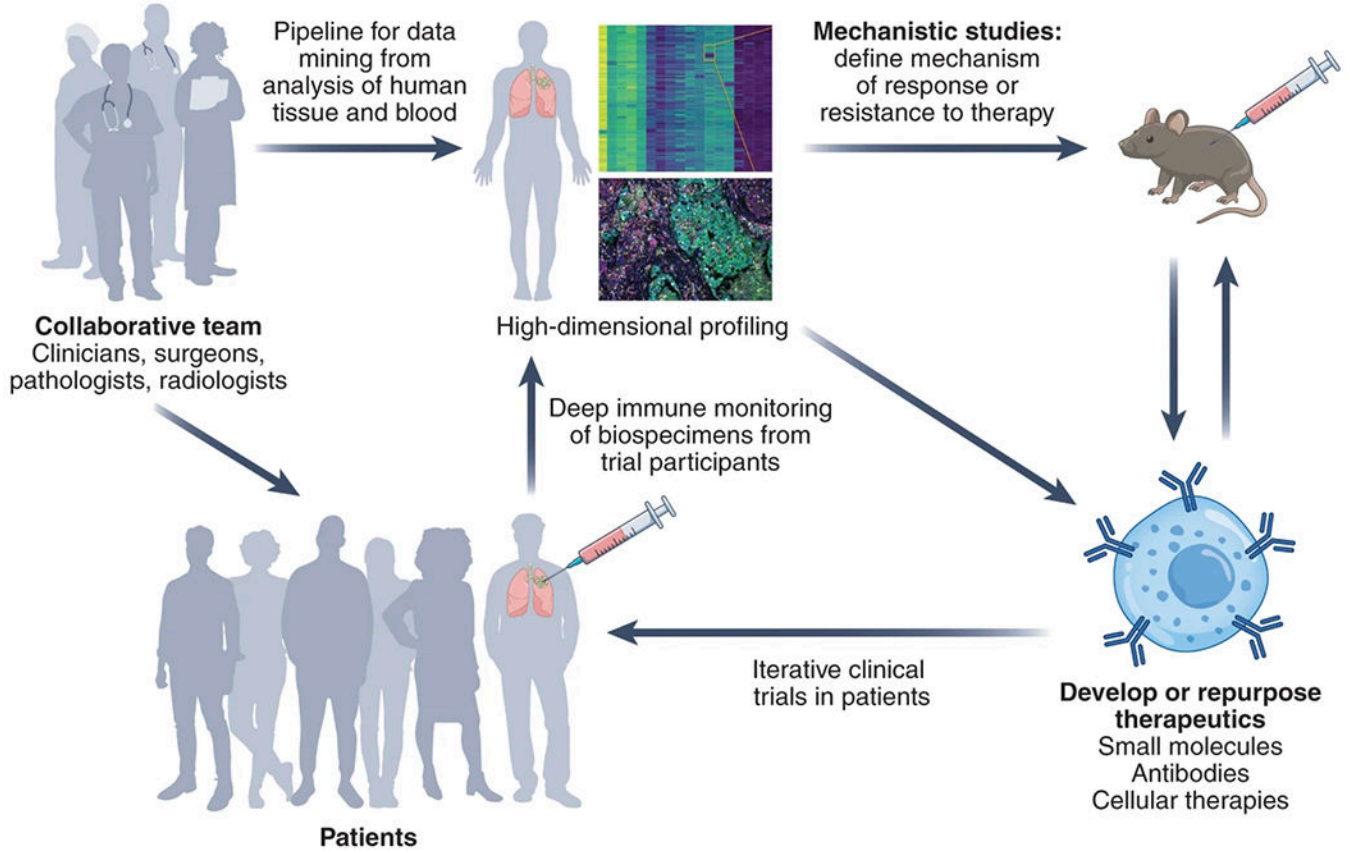 Pipeline for data
mining from
analysis of human
tissue and blood
Mechanistic studies:
define mechanism
of response or
resistance to therapy
Collaborative team
Clinicians, surgeons,
pathologists, radiologists
High-dimensional profiling
Deep immune monitoring
of biospecimens from
trial participants
Iterative clinical
trials in patients
Develop or repurpose
therapeutics
Small molecules
Antibodies
Cellular therapies
Patients